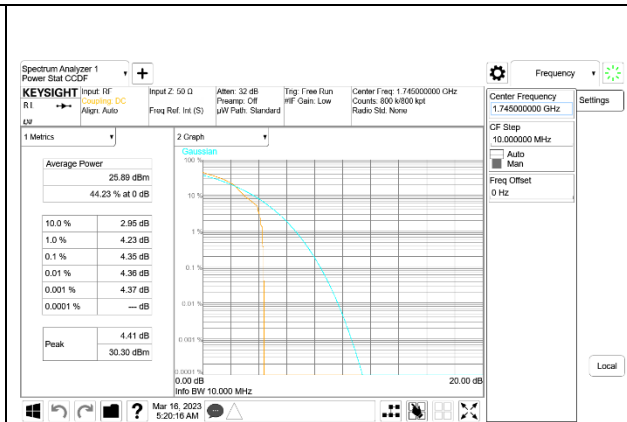 Spectrum Analyzer 1
Power Stat CCDF
Frequency
KEYSIGHT
RL
Input: RF
Coupling: DC
Align: Auto
Input Z: 50 Ω
Freq Ref: Int (S)
Atten: 32 dB
Preamp: Off
µW Path: Standard
Trig: Free Run
#IF Gain: Low
Center Freq: 1.745000000 GHz
Counts: 800 k/800 kpt
Radio Std: None
Center Frequency
1.745000000 GHz
Settings
CF Step
10.000000 MHz
Auto
Man
Freq Offset
0 Hz
1 Metrics
2 Graph
Average Power
25.89 dBm
44.23 % at 0 dB
10.0 % 2.95 dB
1.0 % 4.23 dB
0.1 % 4.35 dB
0.01 % 4.36 dB
0.001 % 4.37 dB
0.0001 % --- dB
Peak 4.41 dB
30.30 dBm
Gaussian
100 %
10 %
1 %
0.1 %
0.01 %
0.001 %
0.0001 %
0.00 dB 20.00 dB
Info BW 10.000 MHz
Local
?
Mar 16, 2023
5:20:16 AM